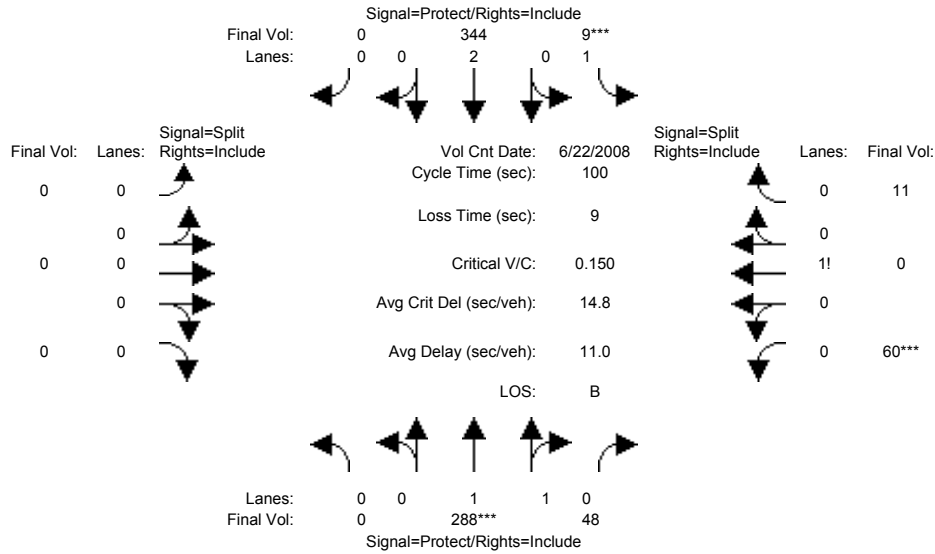 Signal=Protect/Rights=Include
Final Vol: 0 344 9***
Lanes: 0 0 2 0 1
Signal=Split Signal=Split
Final Vol: Lanes: Rights=Include Vol Cnt Date: 6/22/2008 Rights=Include Lanes: Final Vol:
Cycle Time (sec): 100
0 0 0 11
Loss Time (sec): 9
0 0
0 0 Critical V/C: 0.150 1! 0
0 Avg Crit Del (sec/veh): 14.8 0
0 0 Avg Delay (sec/veh): 11.0 0 60***
LOS: B
Lanes: 0 0 1 1 0
Final Vol: 0 288*** 48
Signal=Protect/Rights=Include